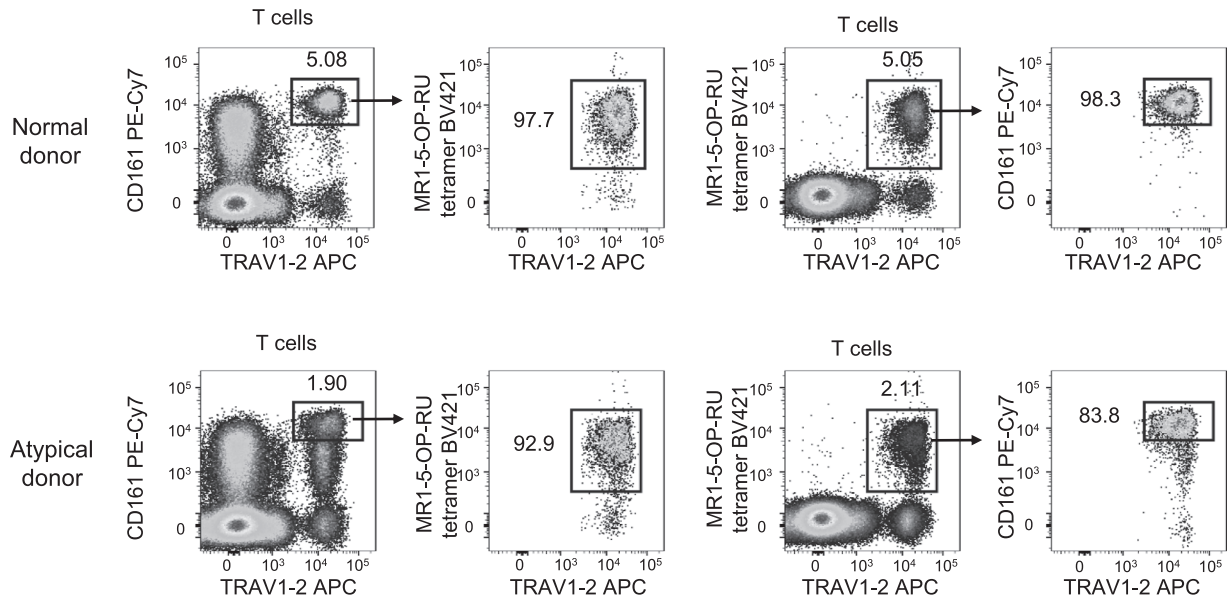 T cells
T cells
Normal
donor
CD161 PE-Cy7
10⁵
10⁴
10³
0
5.08
0
10³
10⁴
10⁵
TRAV1-2 APC
MR1-5-OP-RU
tetramer BV421
10⁵
10⁴
10³
0
97.7
0
10³
10⁴
10⁵
TRAV1-2 APC
MR1-5-OP-RU
tetramer BV421
10⁵
10⁴
10³
0
5.05
0
10³
10⁴
10⁵
TRAV1-2 APC
CD161 PE-Cy7
10⁵
10⁴
10³
0
98.3
0
10³
10⁴
10⁵
TRAV1-2 APC
T cells
T cells
Atypical
donor
CD161 PE-Cy7
10⁵
10⁴
10³
0
1.90
0
10³
10⁴
10⁵
TRAV1-2 APC
MR1-5-OP-RU
tetramer BV421
10⁵
10⁴
10³
0
92.9
0
10³
10⁴
10⁵
TRAV1-2 APC
MR1-5-OP-RU
tetramer BV421
10⁵
10⁴
10³
0
2.11
0
10³
10⁴
10⁵
TRAV1-2 APC
CD161 PE-Cy7
10⁵
10⁴
10³
0
83.8
0
10³
10⁴
10⁵
TRAV1-2 APC